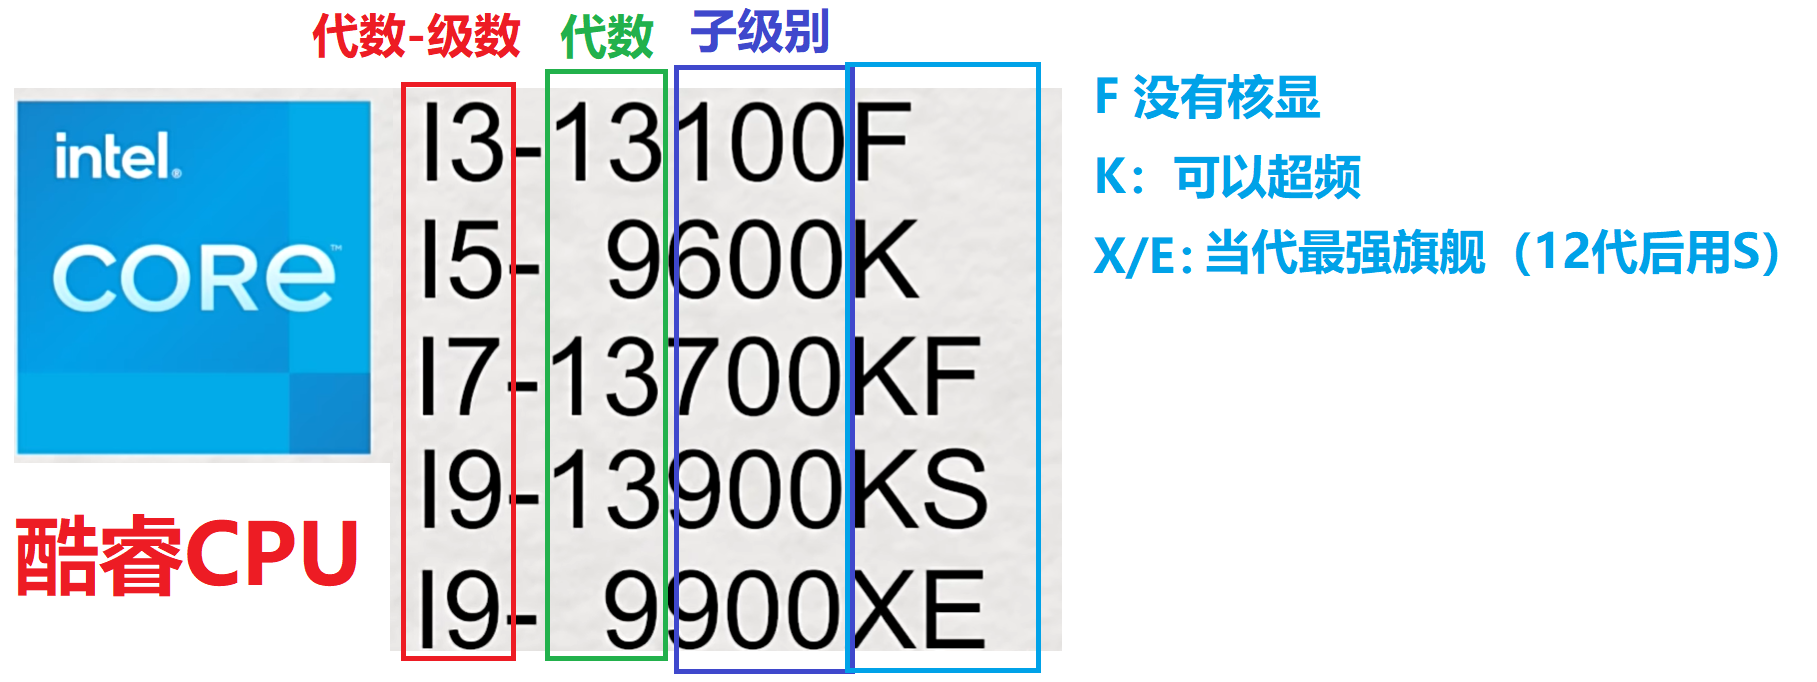 代数-级数 代数 子级别
intel®
CORE™
I3-13100F
I5- 9600K
I7-13700KF
I9-13900KS
I9- 9900XE
F 没有核显
K：可以超频
X/E：当代最强旗舰（12代后用S）
酷睿CPU